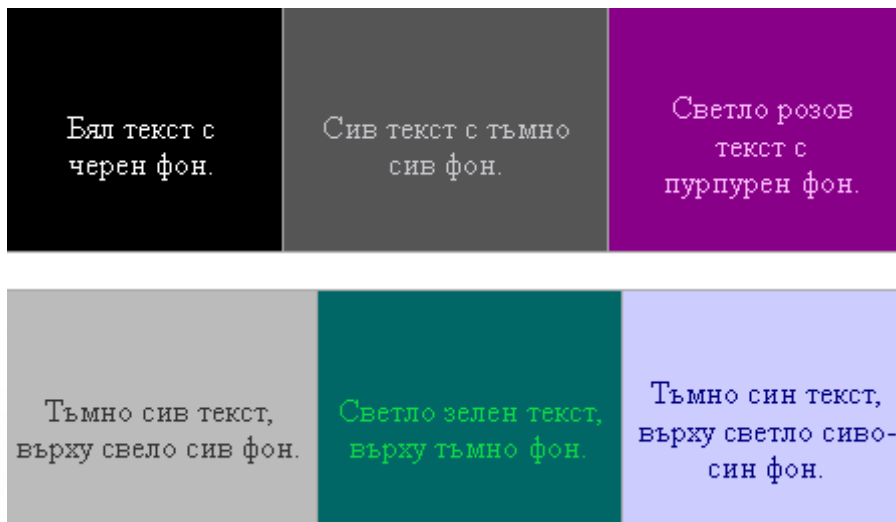 Бял текст с
черен фон.
Сив текст с тъмно
сив фон.
Светло розов
текст с
пурпурен фон.
Тъмно сив текст,
върху свело сив фон.
Светло зелен текст,
върху тъмно фон.
Тъмно син текст,
върху светло сиво-
син фон.